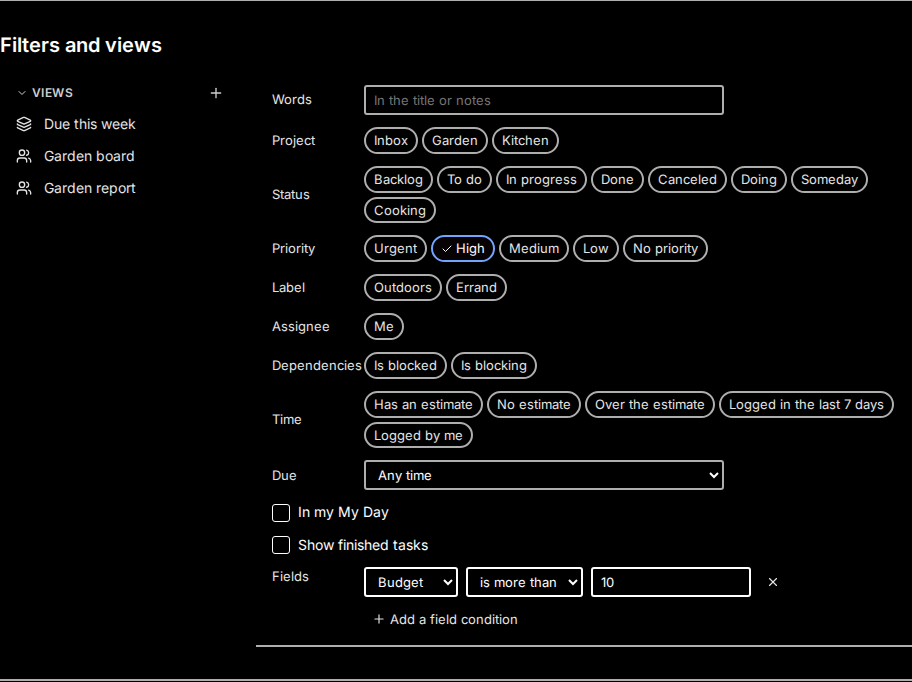 Filters and views
VIEWS
Due this week
Garden board
Garden report
Words In the title or notes
Project Inbox Garden Kitchen
Status Backlog To do In progress Done Canceled Doing Someday
Cooking
Priority Urgent High Medium Low No priority
Label Outdoors Errand
Assignee Me
Dependencies Is blocked Is blocking
Time Has an estimate No estimate Over the estimate Logged in the last 7 days
Logged by me
Due Any time
In my My Day
Show finished tasks
Fields Budget is more than 10
+ Add a field condition